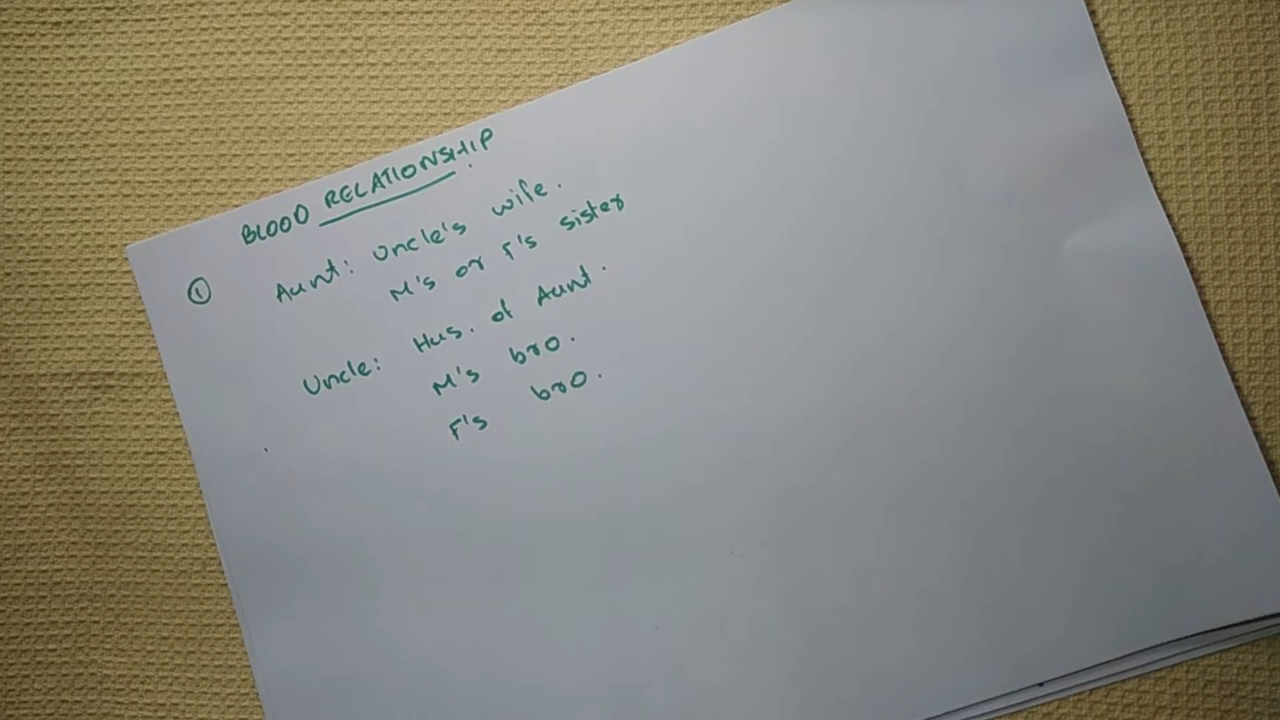 BLOOD RELATIONSHIP
① Aunt: Uncle's wife.
M's or F's sister
Uncle: Hus. of Aunt.
M's bro.
F's bro.